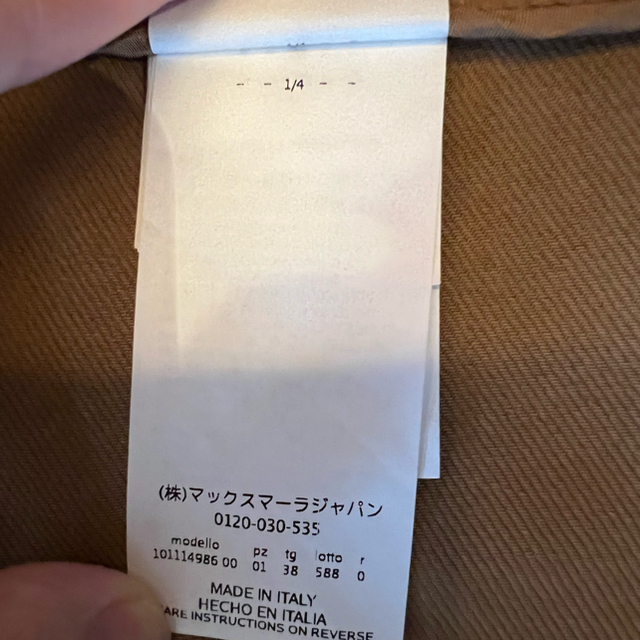 - - 1/4 - -
(株)マックスマーラジャパン
0120-030-535
modello pz tg lotto r
101114986 00 01 38 588 0
MADE IN ITALY
HECHO EN ITALIA
ARE INSTRUCTIONS ON REVERSE